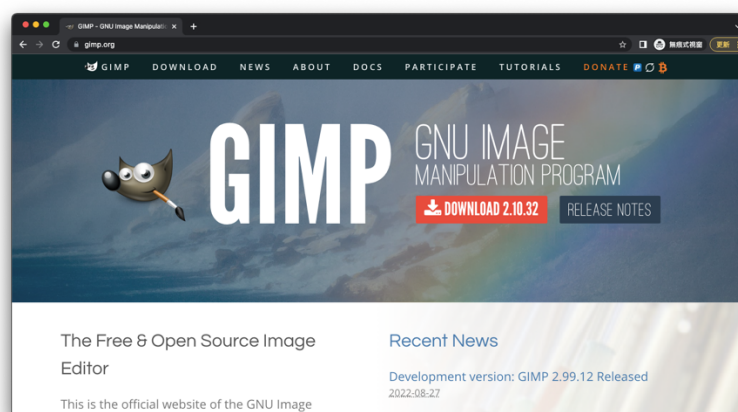 GIMP - GNU Image Manipulatio
gimp.org
無痕式視窗
更新
GIMP DOWNLOAD NEWS ABOUT DOCS PARTICIPATE TUTORIALS DONATE
GIMP
GNU IMAGE
MANIPULATION PROGRAM
DOWNLOAD 2.10.32
RELEASE NOTES
The Free & Open Source Image
Editor
This is the official website of the GNU Image
Recent News
Development version: GIMP 2.99.12 Released
2022-08-27